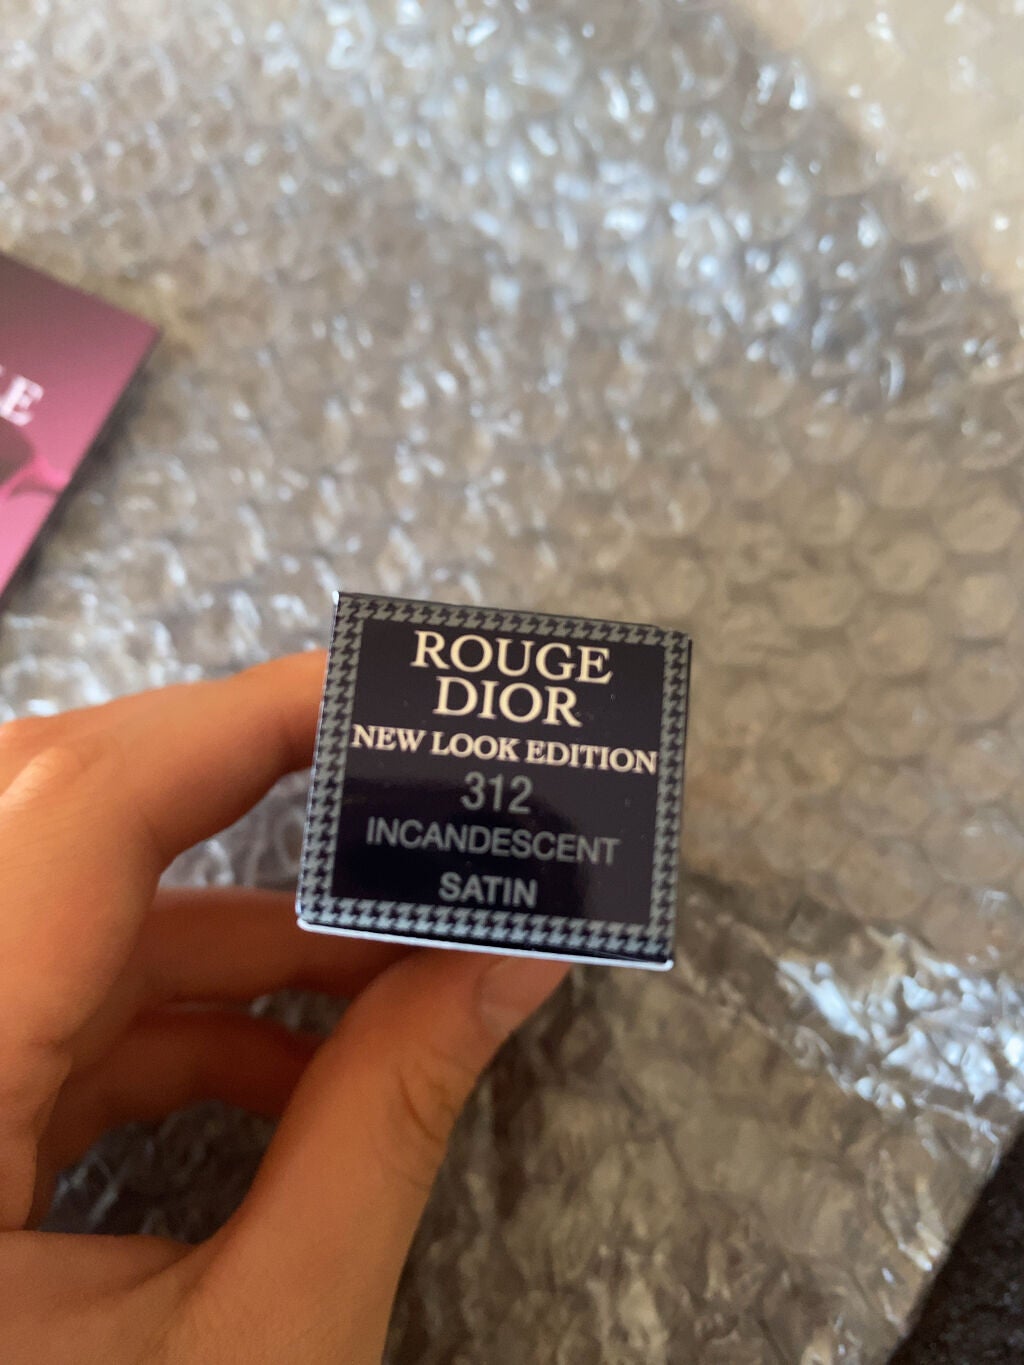 ROUGE
DIOR
NEW LOOK EDITION
312
INCANDESCENT
SATIN